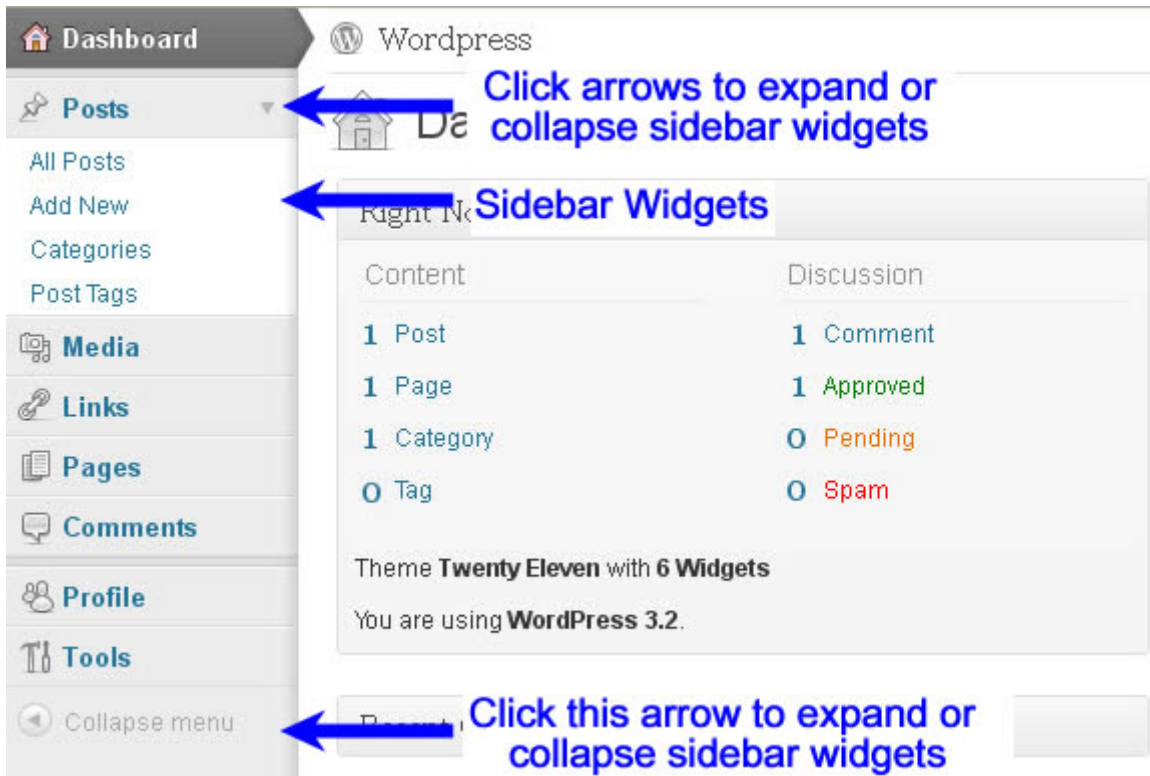 Dashboard
Wordpress
Click arrows to expand or
collapse sidebar widgets
Posts
Da
All Posts
Add New
Categories
Post Tags
Sidebar Widgets
Right No
Content
Discussion
1 Post
1 Comment
1 Page
1 Approved
1 Category
0 Pending
0 Tag
0 Spam
Theme Twenty Eleven with 6 Widgets
You are using WordPress 3.2.
Media
Links
Pages
Comments
Profile
Tools
Collapse menu
Click this arrow to expand or
collapse sidebar widgets